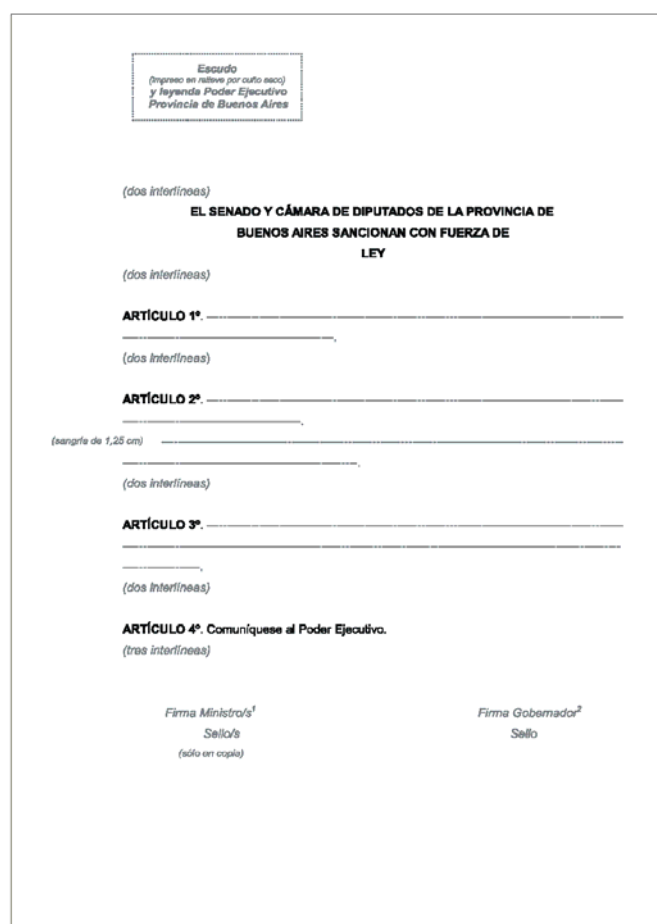 Escudo
(impreso en relieve por cuño seco)
y leyenda Poder Ejecutivo
Provincia de Buenos Aires
(dos interlíneas)
EL SENADO Y CÁMARA DE DIPUTADOS DE LA PROVINCIA DE
BUENOS AIRES SANCIONAN CON FUERZA DE
LEY
(dos interlíneas)
ARTÍCULO 1º.
(dos interlíneas)
ARTÍCULO 2º.
(sangría de 1,25 cm)
(dos interlíneas)
ARTÍCULO 3º.
(dos interlíneas)
ARTÍCULO 4º. Comuníquese al Poder Ejecutivo.
(tres interlíneas)
Firma Ministro/s¹ Firma Gobernador²
Sello/s Sello
(sólo en copia)